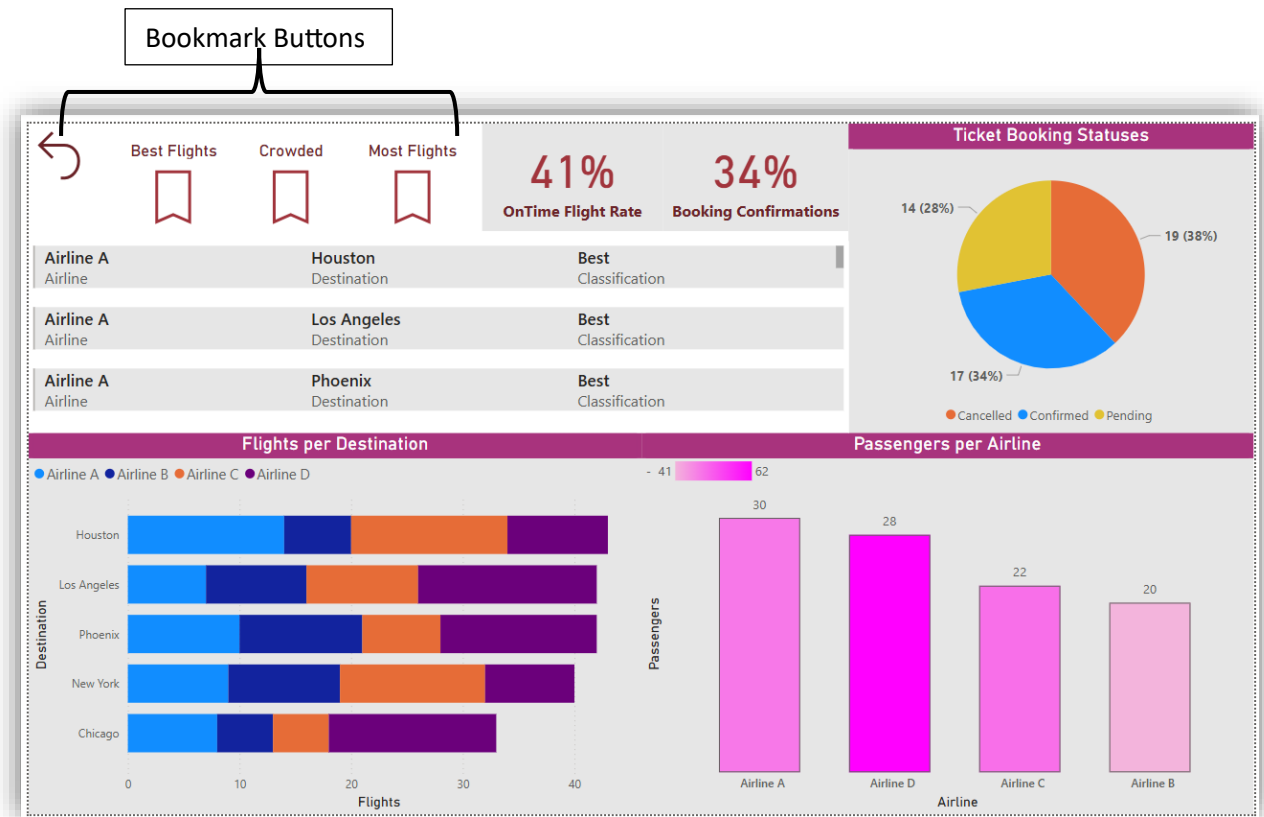 Bookmark Buttons
Best Flights Crowded Most Flights
41%
OnTime Flight Rate
34%
Booking Confirmations
Airline A Houston Best
Airline Destination Classification
Airline A Los Angeles Best
Airline Destination Classification
Airline A Phoenix Best
Airline Destination Classification
Ticket Booking Statuses
14 (28%)
19 (38%)
17 (34%)
Cancelled Confirmed Pending
Flights per Destination
Airline A Airline B Airline C Airline D
Destination
Houston
Los Angeles
Phoenix
New York
Chicago
0 10 20 30 40
Flights
Passengers per Airline
- 41 62
Passengers
30
28
22
20
Airline A Airline D Airline C Airline B
Airline